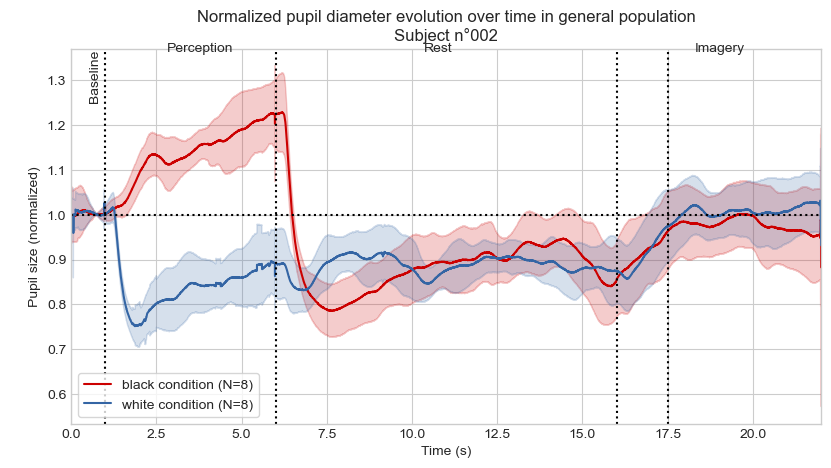 Normalized pupil diameter evolution over time in general population
Subject n°002
Perception
Rest
Imagery
Baseline
1.3
1.2
1.1
1.0
0.9
0.8
0.7
0.6
Pupil size (normalized)
black condition (N=8)
white condition (N=8)
0.0
2.5
5.0
7.5
10.0
12.5
15.0
17.5
20.0
Time (s)